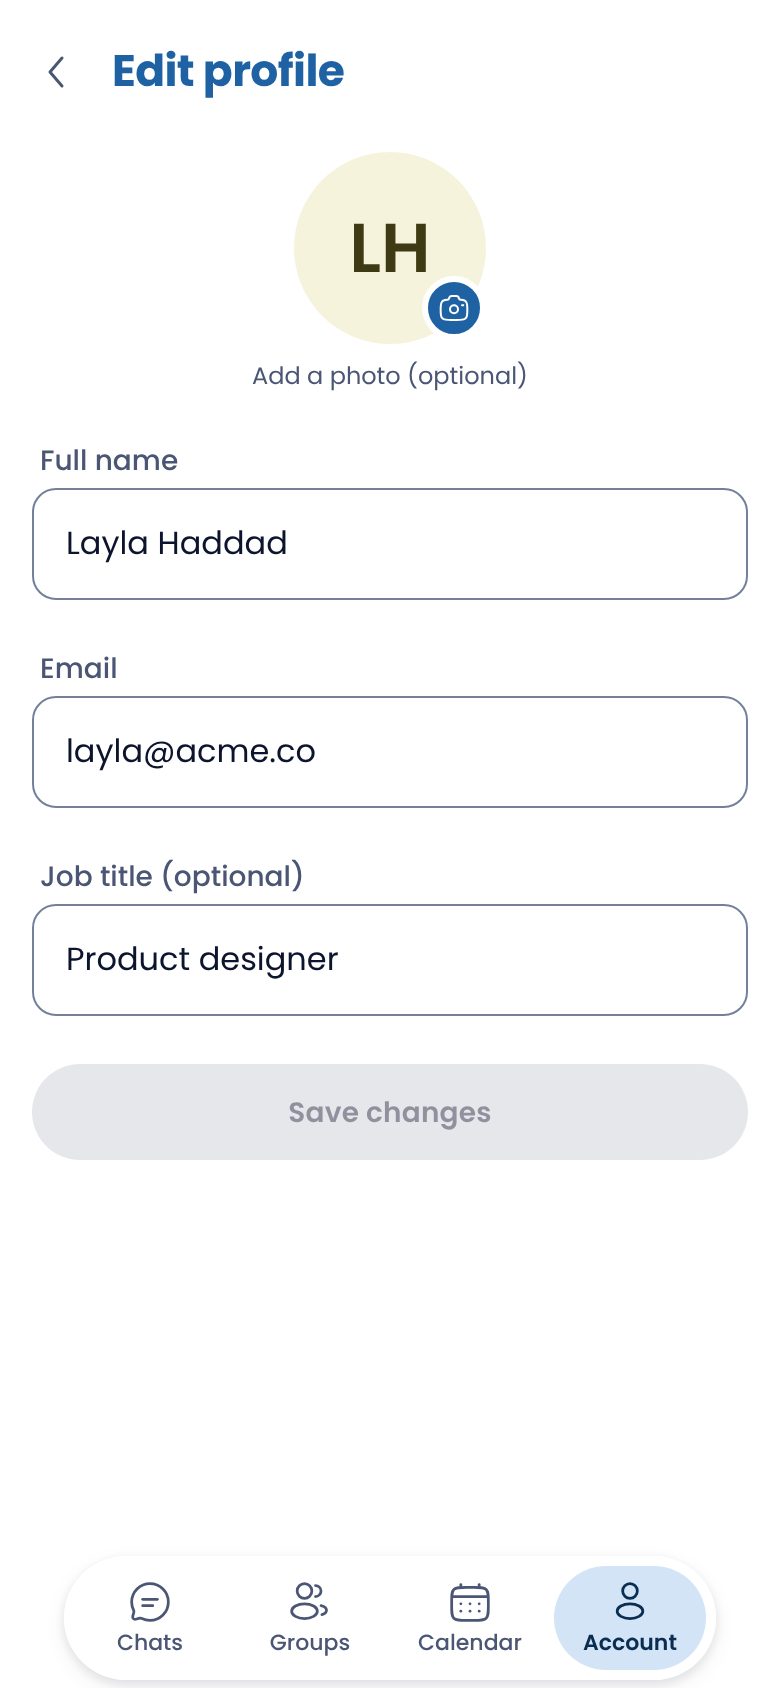 Edit profile
LH
Add a photo (optional)
Full name
Layla Haddad
Email
layla@acme.co
Job title (optional)
Product designer
Save changes
Chats
Groups
Calendar
Account